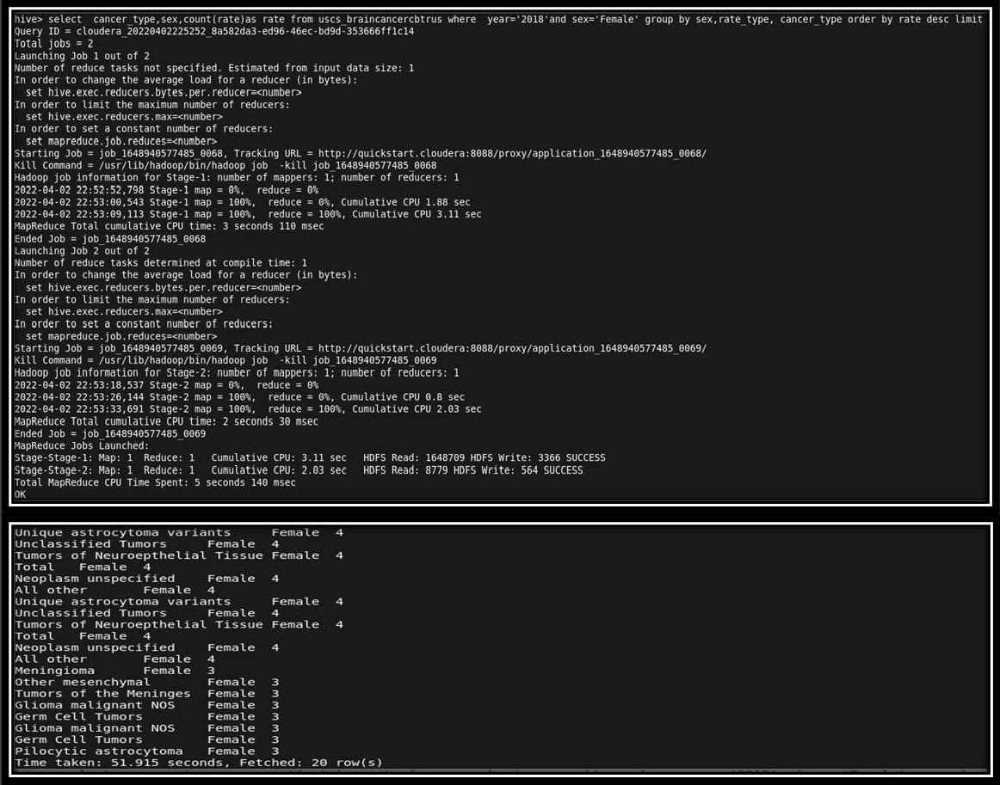 hive> select  cancer_type,sex,count(rate)as rate from uscs_braincancercbtrus where  year='2018'and sex='Female' group by sex,rate_type, cancer_type order by rate desc limit
Query ID = cloudera_20220402225252_8a582da3-ed96-46ec-bd9d-353666ff1c14
Total jobs = 2
Launching Job 1 out of 2
Number of reduce tasks not specified. Estimated from input data size: 1
In order to change the average load for a reducer (in bytes):
  set hive.exec.reducers.bytes.per.reducer=<number>
In order to limit the maximum number of reducers:
  set hive.exec.reducers.max=<number>
In order to set a constant number of reducers:
  set mapreduce.job.reduces=<number>
Starting Job = job_1648940577485_0068, Tracking URL = http://quickstart.cloudera:8088/proxy/application_1648940577485_0068/
Kill Command = /usr/lib/hadoop/bin/hadoop job  -kill job_1648940577485_0068
Hadoop job information for Stage-1: number of mappers: 1; number of reducers: 1
2022-04-02 22:52:52,798 Stage-1 map = 0%,  reduce = 0%
2022-04-02 22:53:00,543 Stage-1 map = 100%,  reduce = 0%, Cumulative CPU 1.88 sec
2022-04-02 22:53:09,113 Stage-1 map = 100%,  reduce = 100%, Cumulative CPU 3.11 sec
MapReduce Total cumulative CPU time: 3 seconds 110 msec
Ended Job = job_1648940577485_0068
Launching Job 2 out of 2
Number of reduce tasks determined at compile time: 1
In order to change the average load for a reducer (in bytes):
  set hive.exec.reducers.bytes.per.reducer=<number>
In order to limit the maximum number of reducers:
  set hive.exec.reducers.max=<number>
In order to set a constant number of reducers:
  set mapreduce.job.reduces=<number>
Starting Job = job_1648940577485_0069, Tracking URL = http://quickstart.cloudera:8088/proxy/application_1648940577485_0069/
Kill Command = /usr/lib/hadoop/bin/hadoop job  -kill job_1648940577485_0069
Hadoop job information for Stage-2: number of mappers: 1; number of reducers: 1
2022-04-02 22:53:18,537 Stage-2 map = 0%,  reduce = 0%
2022-04-02 22:53:26,144 Stage-2 map = 100%,  reduce = 0%, Cumulative CPU 0.8 sec
2022-04-02 22:53:33,691 Stage-2 map = 100%,  reduce = 100%, Cumulative CPU 2.03 sec
MapReduce Total cumulative CPU time: 2 seconds 30 msec
Ended Job = job_1648940577485_0069
MapReduce Jobs Launched:
Stage-Stage-1: Map: 1  Reduce: 1   Cumulative CPU: 3.11 sec   HDFS Read: 1648709 HDFS Write: 3366 SUCCESS
Stage-Stage-2: Map: 1  Reduce: 1   Cumulative CPU: 2.03 sec   HDFS Read: 8779 HDFS Write: 564 SUCCESS
Total MapReduce CPU Time Spent: 5 seconds 140 msec
OK
Unique astrocytoma variants     Female  4
Unclassified Tumors     Female  4
Tumors of Neuroepthelial Tissue Female  4
Total   Female  4
Neoplasm unspecified    Female  4
All other       Female  4
Unique astrocytoma variants     Female  4
Unclassified Tumors     Female  4
Tumors of Neuroepthelial Tissue Female  4
Total   Female  4
Neoplasm unspecified    Female  4
All other       Female  4
Meningioma      Female  3
Other mesenchymal       Female  3
Tumors of the Meninges  Female  3
Glioma malignant NOS    Female  3
Germ Cell Tumors        Female  3
Glioma malignant NOS    Female  3
Germ Cell Tumors        Female  3
Pilocytic astrocytoma   Female  3
Time taken: 51.915 seconds, Fetched: 20 row(s)